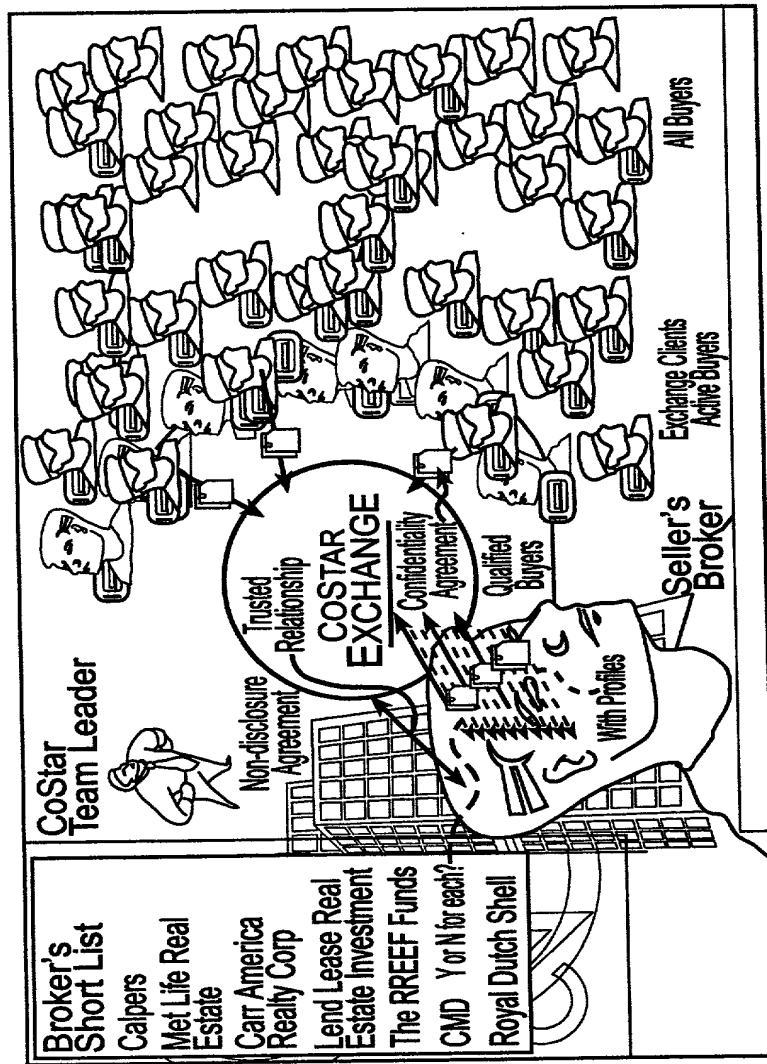 Broker's
Short List
Calpers
Met Life Real
Estate
Carr America
Realty Corp
Lend Lease Real
Estate Investment
The RREEF Funds
CMD Y or N for each?
Royal Dutch Shell
CoStar
Team Leader
Non-disclosure
Agreement
Trusted
Relationship
COSTAR
EXCHANGE
Confidentiality
Agreement
Qualified
Buyers
With Profiles
Seller's
Broker
Exchange Clients
Active Buyers
All Buyers